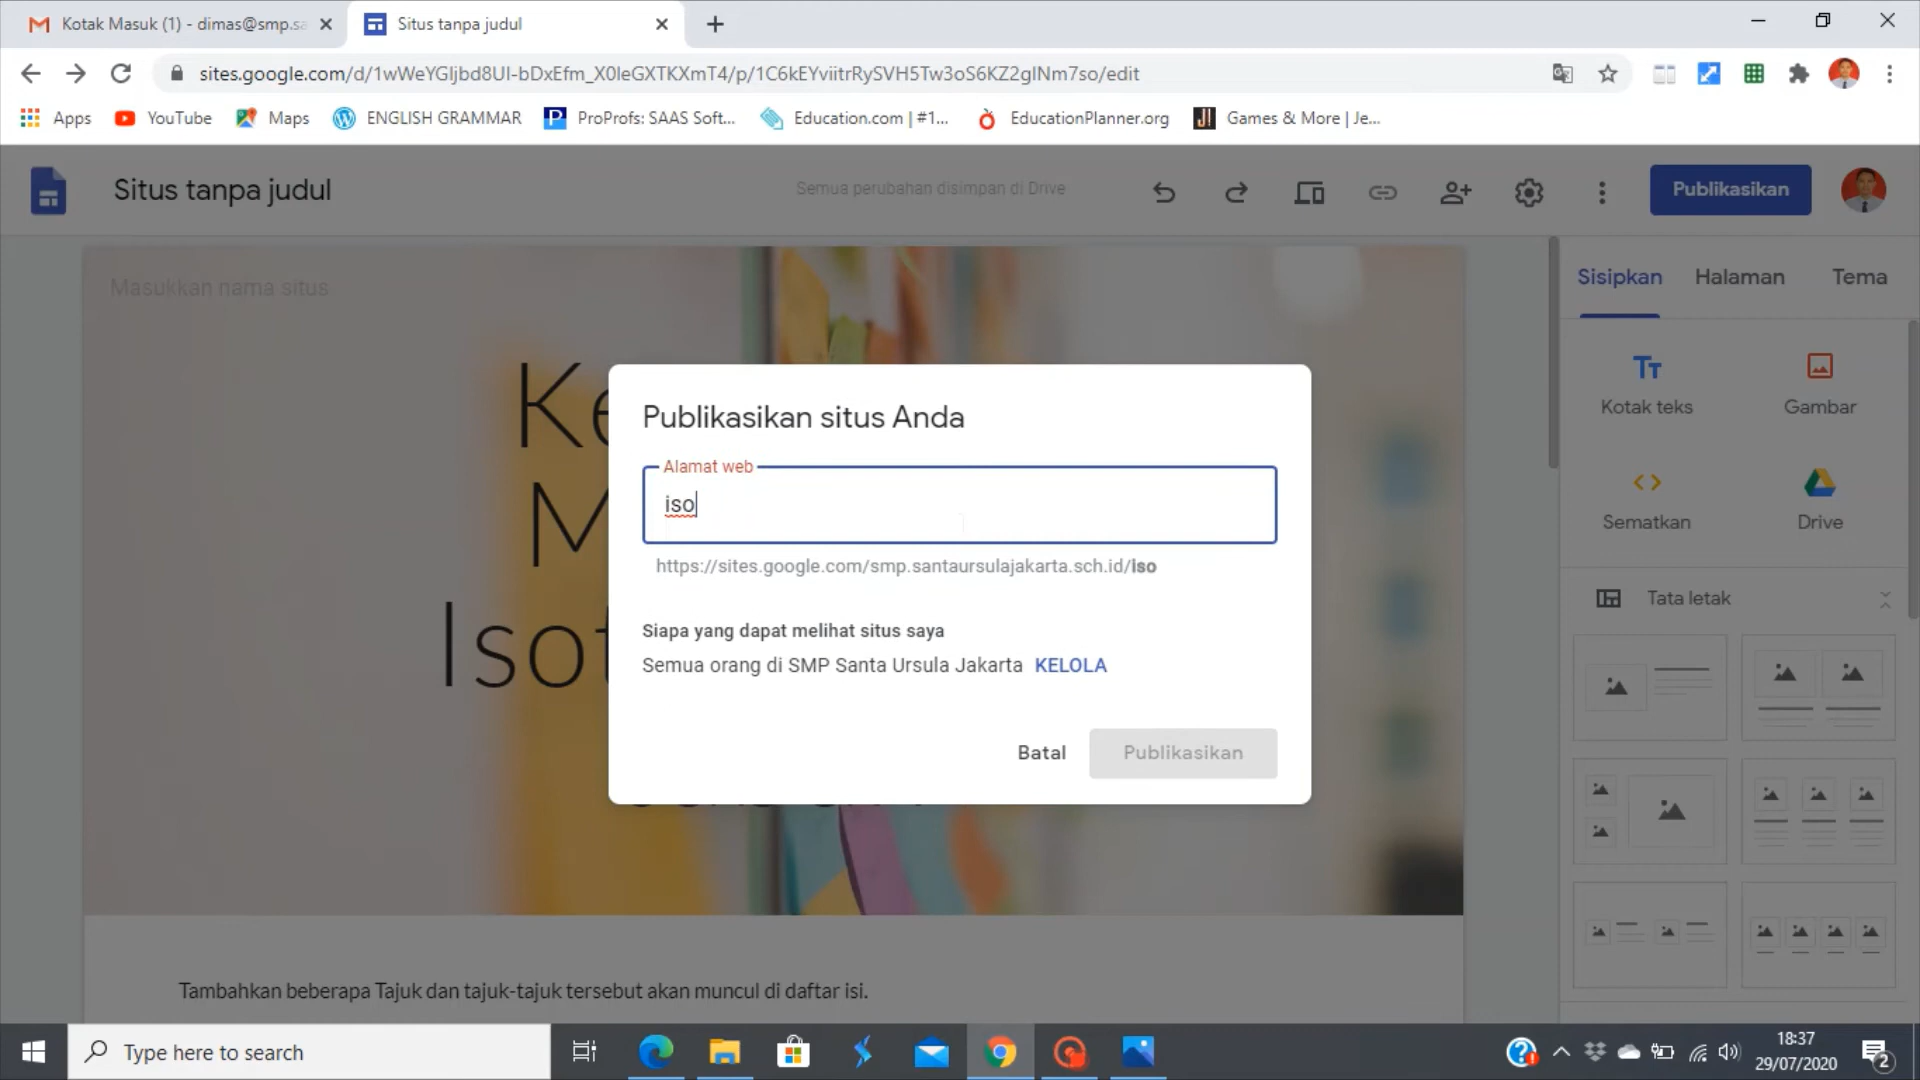 Kotak Masuk (1) - dimas@smp.sa
Situs tanpa judul
sites.google.com/d/1wWeYGIjbd8UI-bDxEfm_X0IeGXTKXmT4/p/1C6kEYviitrRySVH5Tw3oS6KZ2gINm7so/edit
Apps
YouTube
Maps
ENGLISH GRAMMAR
ProProfs: SAAS Soft...
Education.com | #1...
EducationPlanner.org
Games & More | Je...
Situs tanpa judul
Semua perubahan disimpan di Drive
Publikasikan
Masukkan nama situs
Sisipkan
Halaman
Tema
Ke
M
Isot
Kotak teks
Gambar
Sematkan
Drive
Tata letak
Publikasikan situs Anda
Alamat web
iso
https://sites.google.com/smp.santaursulajakarta.sch.id/iso
Siapa yang dapat melihat situs saya
Semua orang di SMP Santa Ursula Jakarta KELOLA
Batal
Publikasikan
Tambahkan beberapa Tajuk dan tajuk-tajuk tersebut akan muncul di daftar isi.
Type here to search
18:37
29/07/2020
2